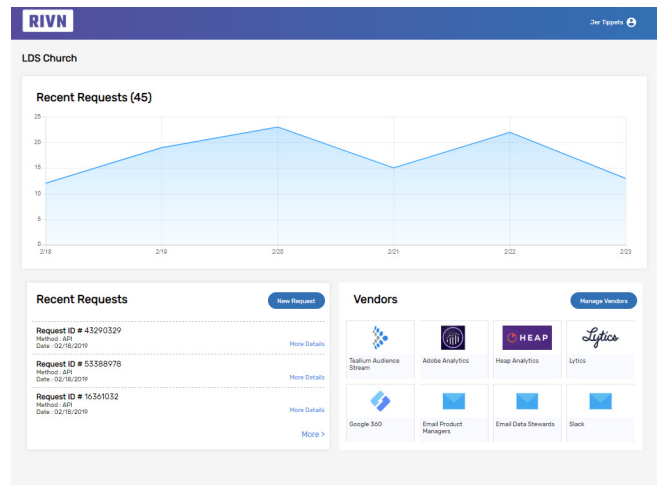 RIVN
Jer Tippets
LDS Church
Recent Requests (45)
25
20
15
10
5
0
2/18 2/19 2/20 2/21 2/22 2/23
Recent Requests
New Request
Request ID # 43290329
Method : API
Date : 02/18/2019
More Details
Request ID # 53388978
Method : API
Date : 02/18/2019
More Details
Request ID # 16361032
Method : API
Date : 02/18/2019
More Details
More >
Vendors
Manage Vendors
HEAP
Lytics
Tealium Audience
Stream
Adobe Analytics
Heap Analytics
Lytics
Google 360
Email Product
Managers
Email Data Stewards
Slack